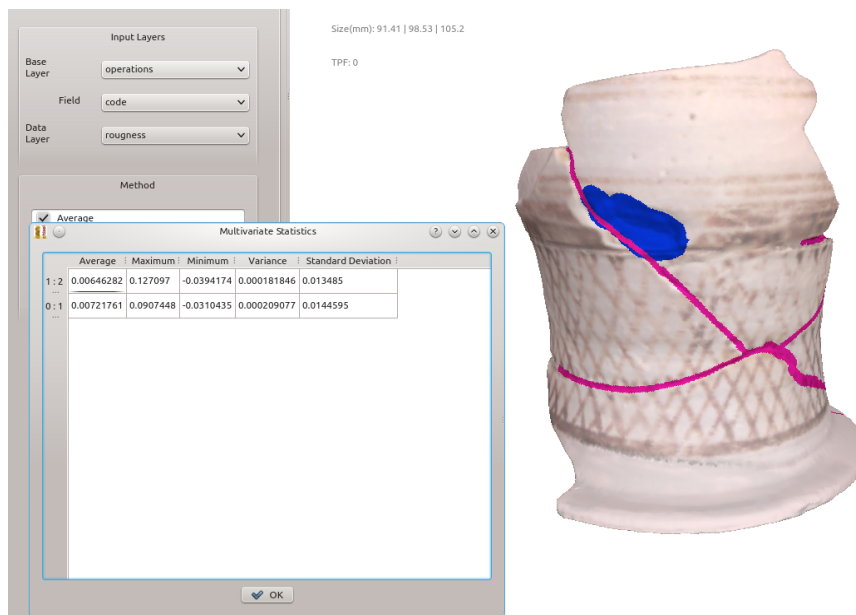 Input Layers
Base Layer operations
Field code
Data Layer rougness
Method
Average
Size(mm): 91.41 | 98.53 | 105.2
TPF: 0
Multivariate Statistics
Average Maximum Minimum Variance Standard Deviation
1 : 2 ... 0.00646282 0.127097 -0.0394174 0.000181846 0.013485
0 : 1 ... 0.00721761 0.0907448 -0.0310435 0.000209077 0.0144595
OK